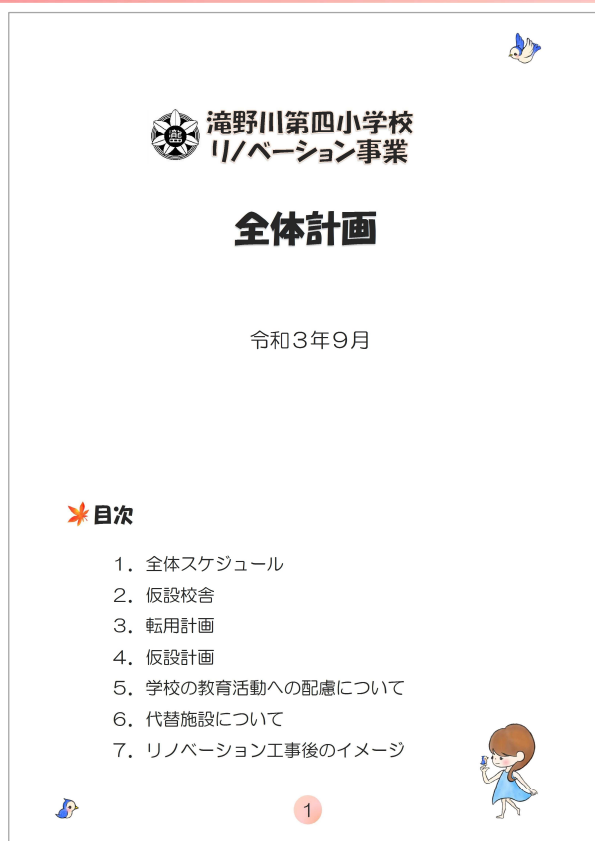 滝野川第四小学校
リノベーション事業
全体計画
令和３年９月
目次
１．全体スケジュール
２．仮設校舎
３．転用計画
４．仮設計画
５．学校の教育活動への配慮について
６．代替施設について
７．リノベーション工事後のイメージ
1